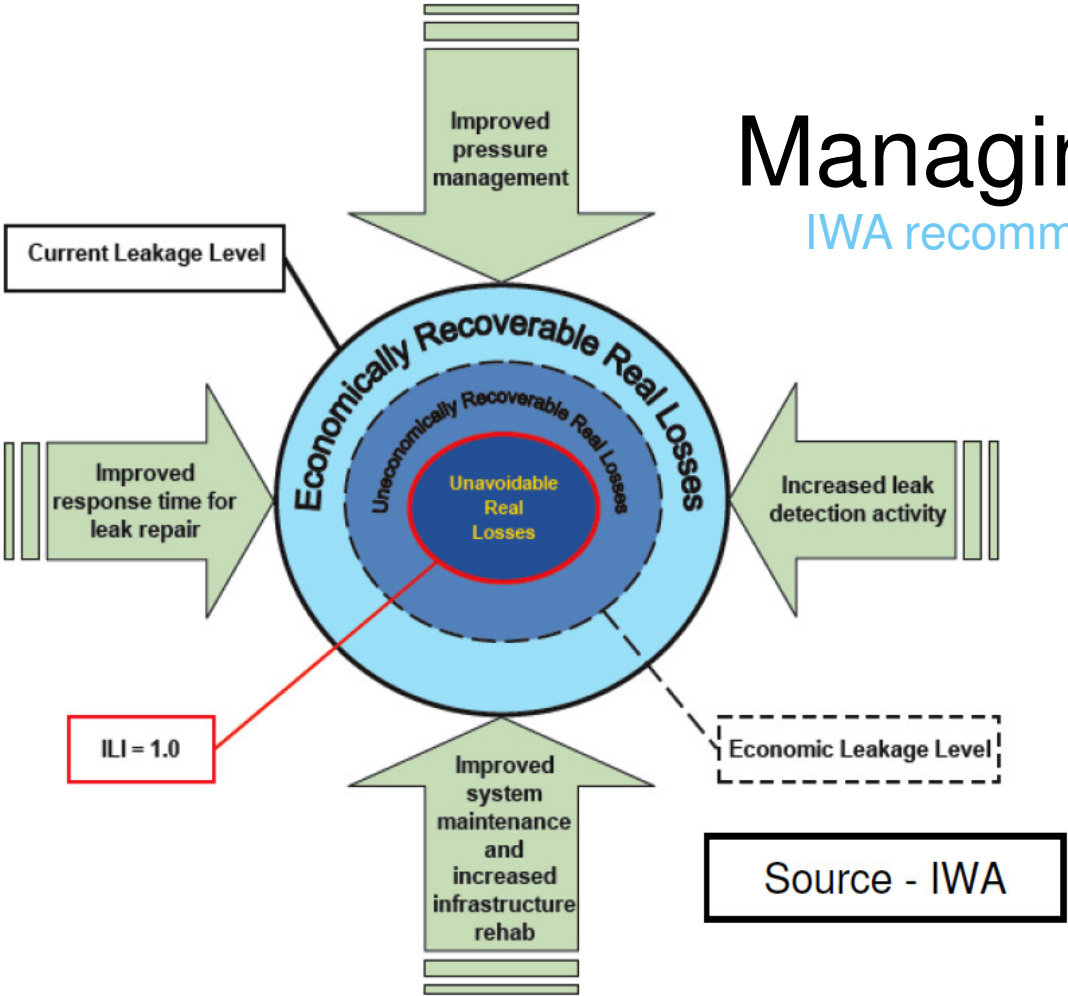 Improved
pressure
management
Managin
IWA recomm
Current Leakage Level
Economically Recoverable Real Losses
Uneconomically Recoverable Real Losses
Unavoidable
Real
Losses
Improved
response time for
leak repair
Increased leak
detection activity
ILI = 1.0
Economic Leakage Level
Improved
system
maintenance
and
increased
infrastructure
rehab
Source - IWA